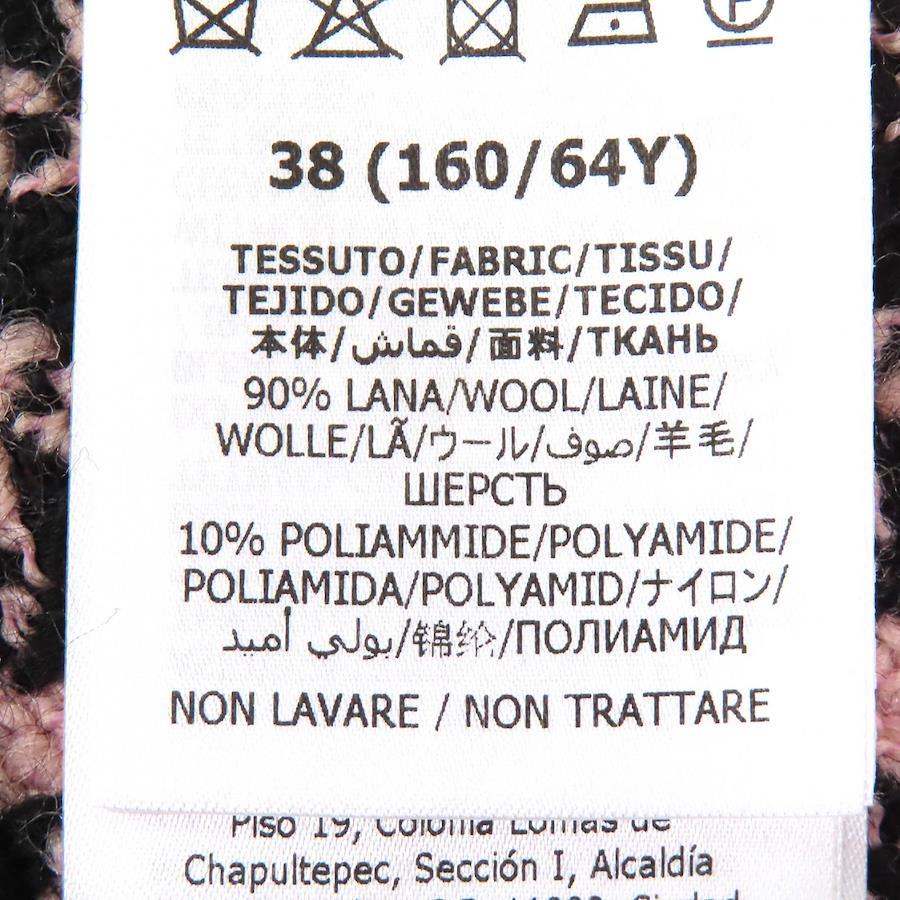 P
38 (160/64Y)
TESSUTO/FABRIC/TISSU/
TEJIDO/GEWEBE/TECIDO/
本体/قماش/面料/ТКАНЬ
90% LANA/WOOL/LAINE/
WOLLE/LÃ/ウール/صوف/羊毛/
ШЕРСТЬ
10% POLIAMMIDE/POLYAMIDE/
POLIAMIDA/POLYAMID/ナイロン/
بولي أميد/锦纶/ПОЛИАМИД
NON LAVARE / NON TRATTARE
Piso 19, Colonia Lomas de
Chapultepec, Sección I, Alcaldía